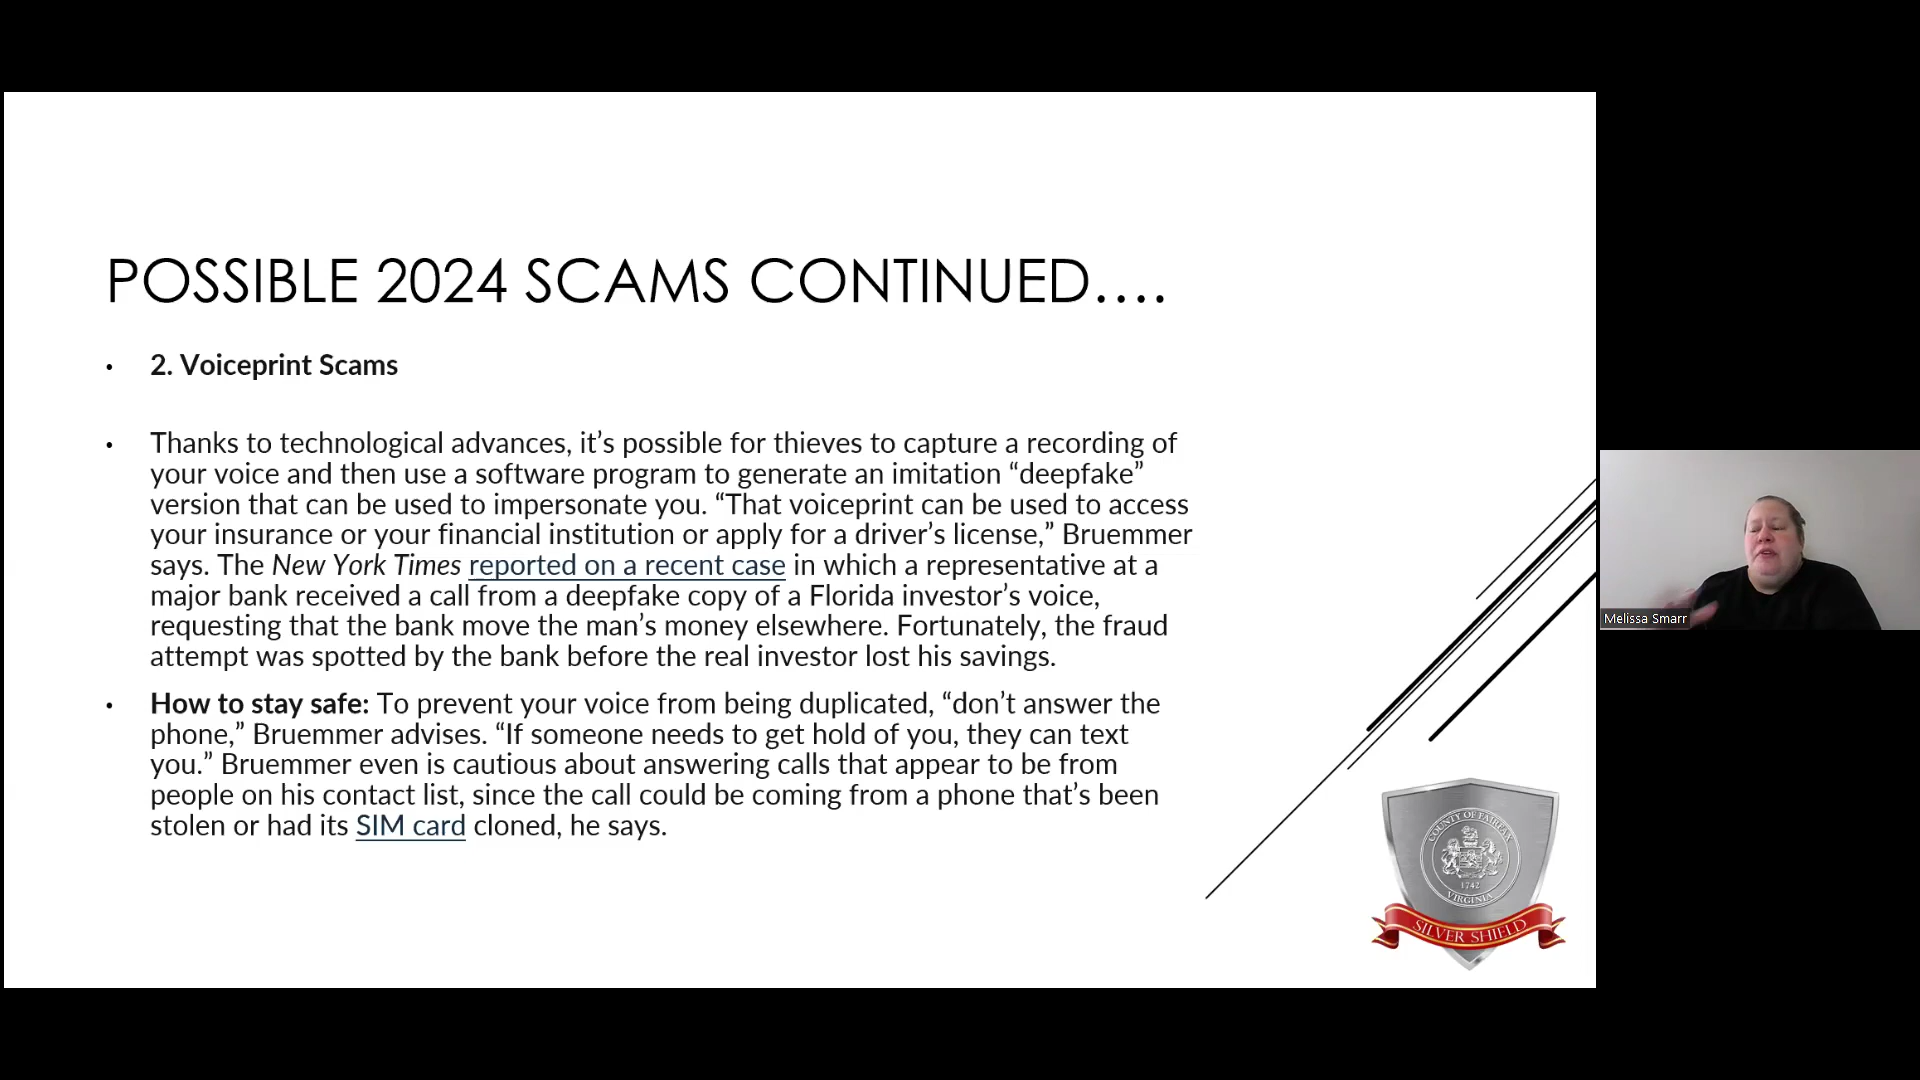 POSSIBLE 2024 SCAMS CONTINUED....
• 2. Voiceprint Scams
• Thanks to technological advances, it’s possible for thieves to capture a recording of
your voice and then use a software program to generate an imitation “deepfake”
version that can be used to impersonate you. “That voiceprint can be used to access
your insurance or your financial institution or apply for a driver’s license,” Bruemmer
says. The New York Times reported on a recent case in which a representative at a
major bank received a call from a deepfake copy of a Florida investor’s voice,
requesting that the bank move the man’s money elsewhere. Fortunately, the fraud
attempt was spotted by the bank before the real investor lost his savings.
• How to stay safe: To prevent your voice from being duplicated, “don’t answer the
phone,” Bruemmer advises. “If someone needs to get hold of you, they can text
you.” Bruemmer even is cautious about answering calls that appear to be from
people on his contact list, since the call could be coming from a phone that’s been
stolen or had its SIM card cloned, he says.
COUNTY OF FAIRFAX
1742
VIRGINIA
SILVER SHIELD
Melissa Smarr